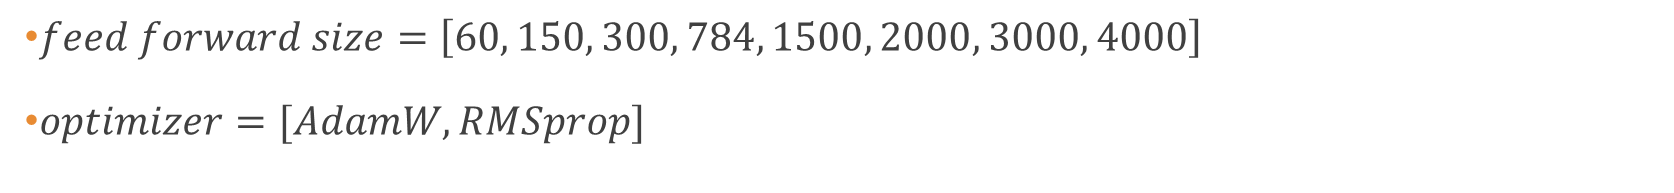 •feed forward size = [60, 150, 300, 784, 1500, 2000, 3000, 4000]
•optimizer = [AdamW, RMSprop]